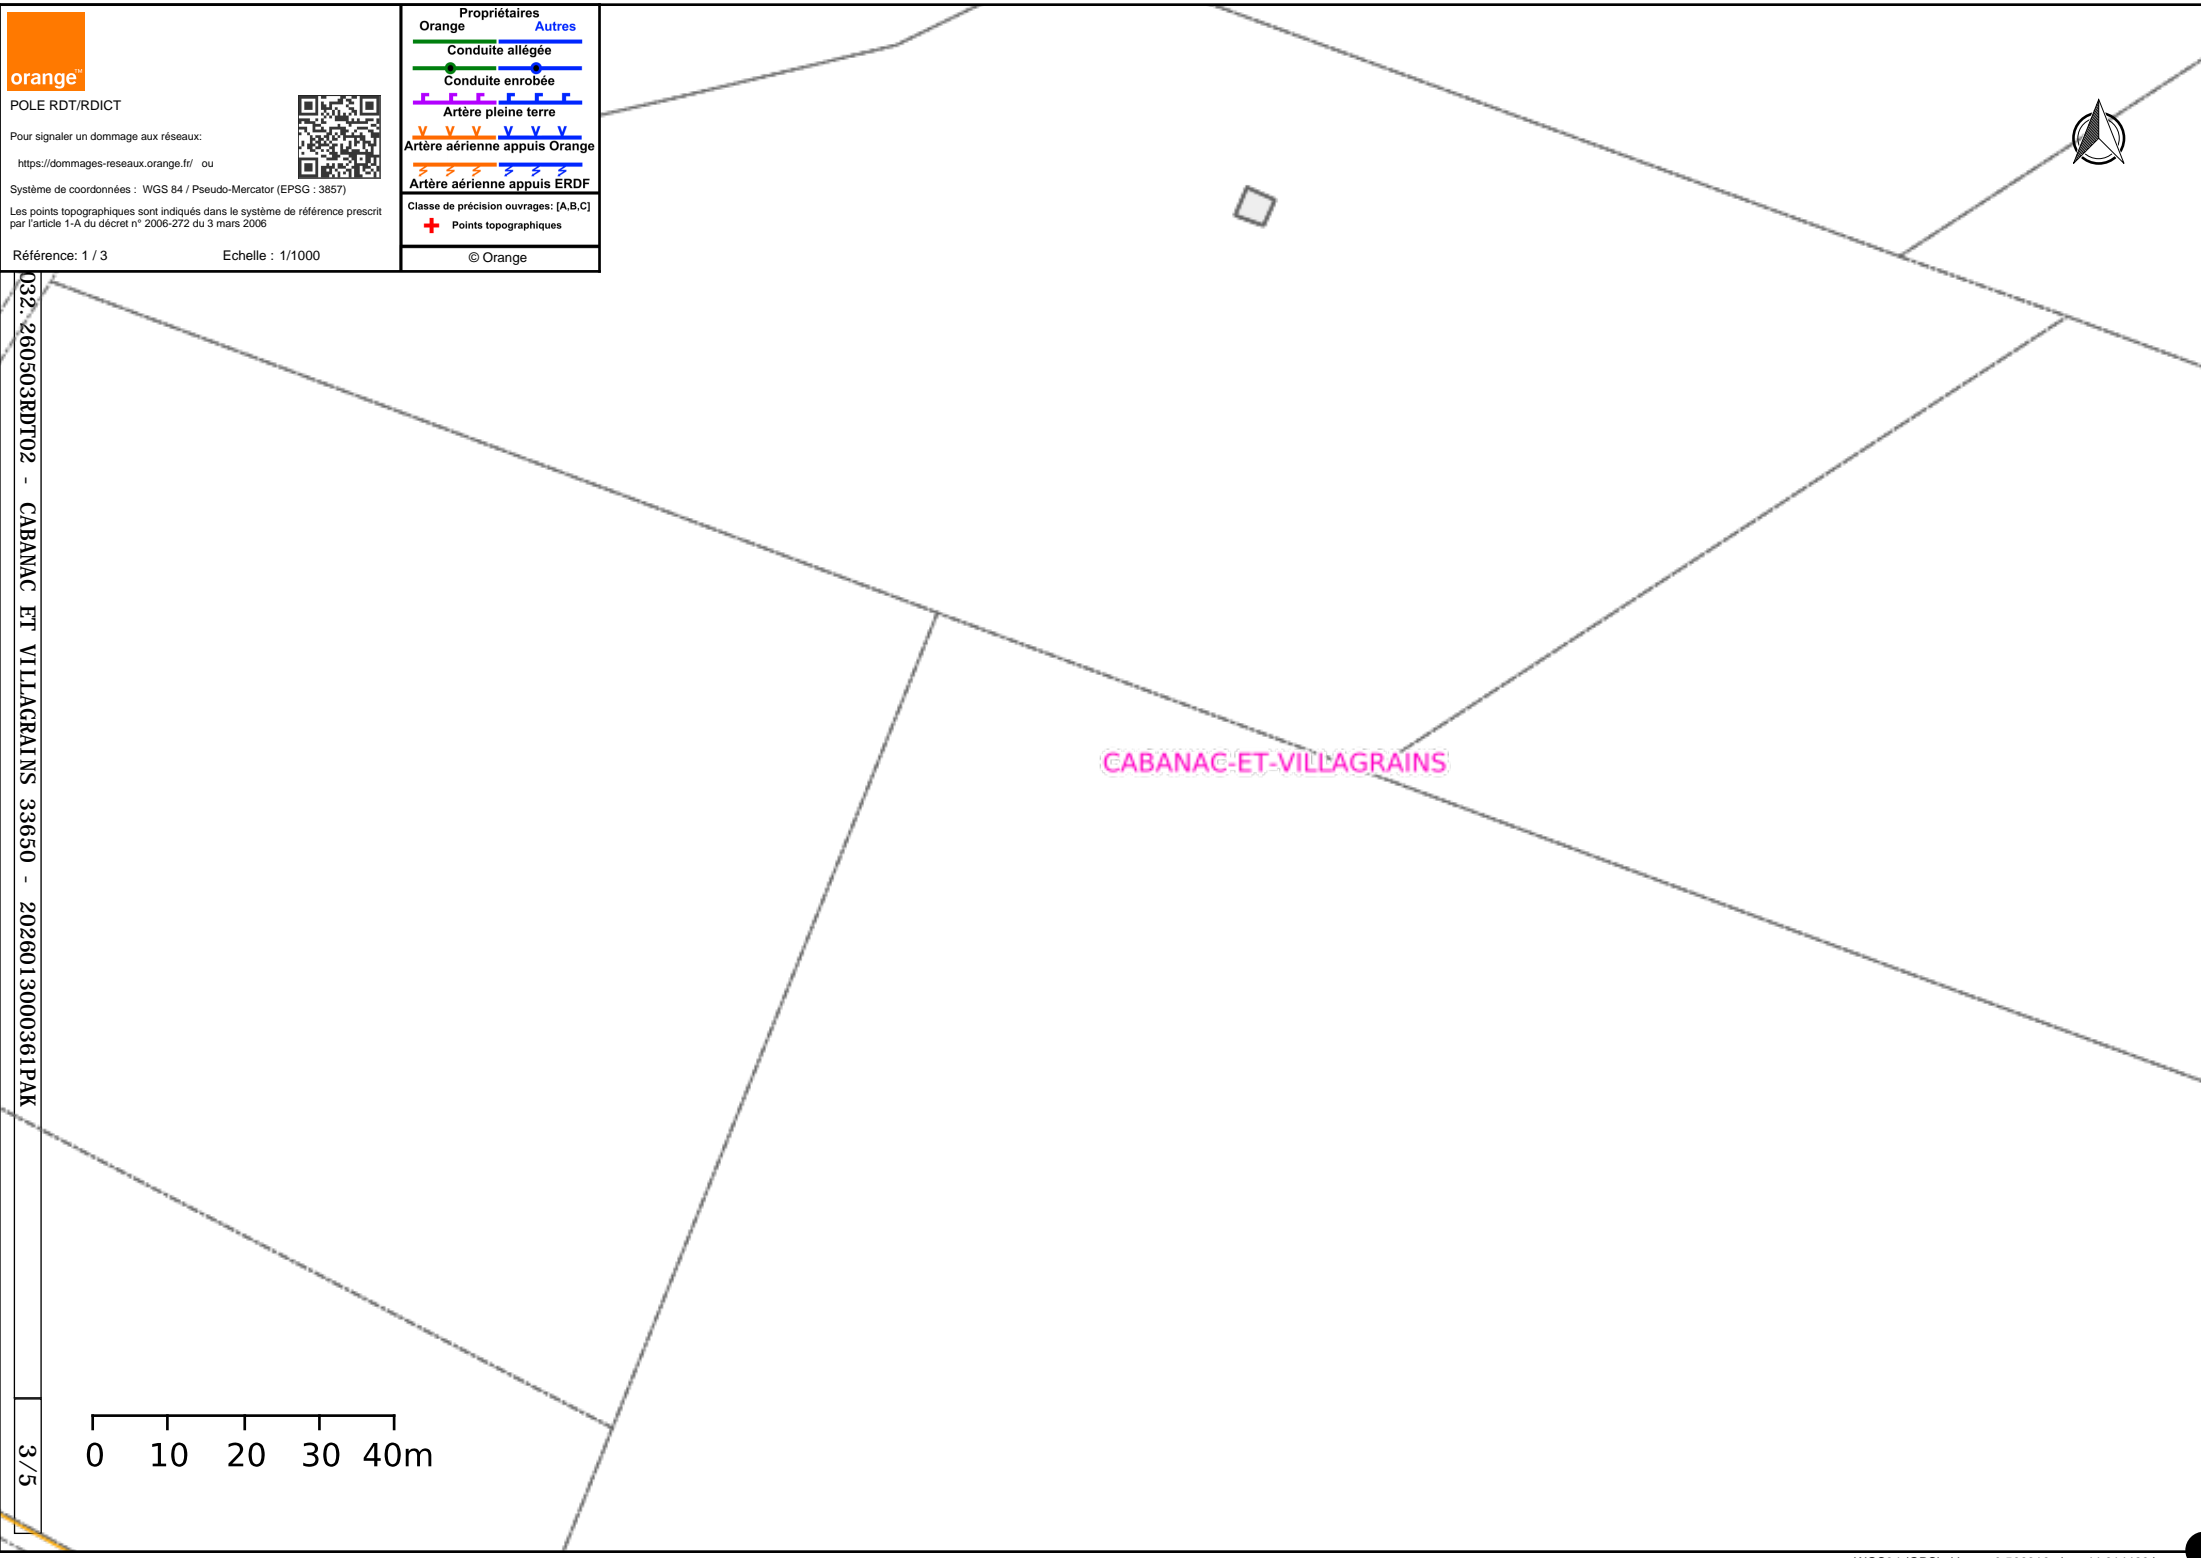 orange™
POLE RDT/RDICT
Pour signaler un dommage aux réseaux:
https://dommages-reseaux.orange.fr/ ou
Système de coordonnées : WGS 84 / Pseudo-Mercator (EPSG : 3857)
Les points topographiques sont indiqués dans le système de référence prescrit
par l'article 1-A du décret n° 2006-272 du 3 mars 2006
Référence: 1 / 3
Echelle : 1/1000
Propriétaires
Orange Autres
Conduite allégée
Conduite enrobée
Artère pleine terre
Artère aérienne appuis Orange
Artère aérienne appuis ERDF
Classe de précision ouvrages: [A,B,C]
Points topographiques
© Orange
032. 260503RDT02 - CABANAC ET VILLAGRAINS 33650 - 2026013000361PAK
3/5
CABANAC-ET-VILLAGRAINS
0 10 20 30 40m